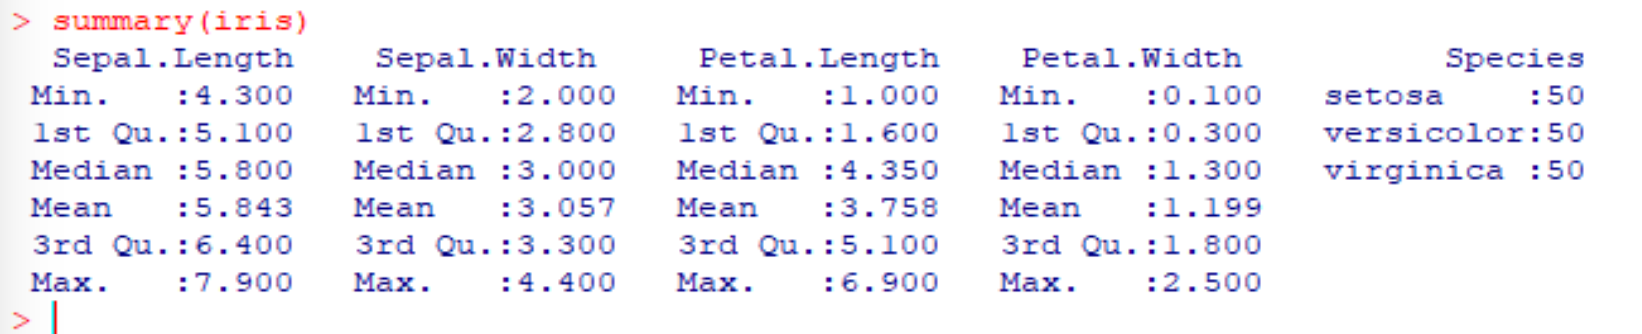 > summary(iris)
  Sepal.Length    Sepal.Width     Petal.Length    Petal.Width          Species
 Min.   :4.300   Min.   :2.000   Min.   :1.000   Min.   :0.100   setosa    :50
 1st Qu.:5.100   1st Qu.:2.800   1st Qu.:1.600   1st Qu.:0.300   versicolor:50
 Median :5.800   Median :3.000   Median :4.350   Median :1.300   virginica :50
 Mean   :5.843   Mean   :3.057   Mean   :3.758   Mean   :1.199
 3rd Qu.:6.400   3rd Qu.:3.300   3rd Qu.:5.100   3rd Qu.:1.800
 Max.   :7.900   Max.   :4.400   Max.   :6.900   Max.   :2.500
>